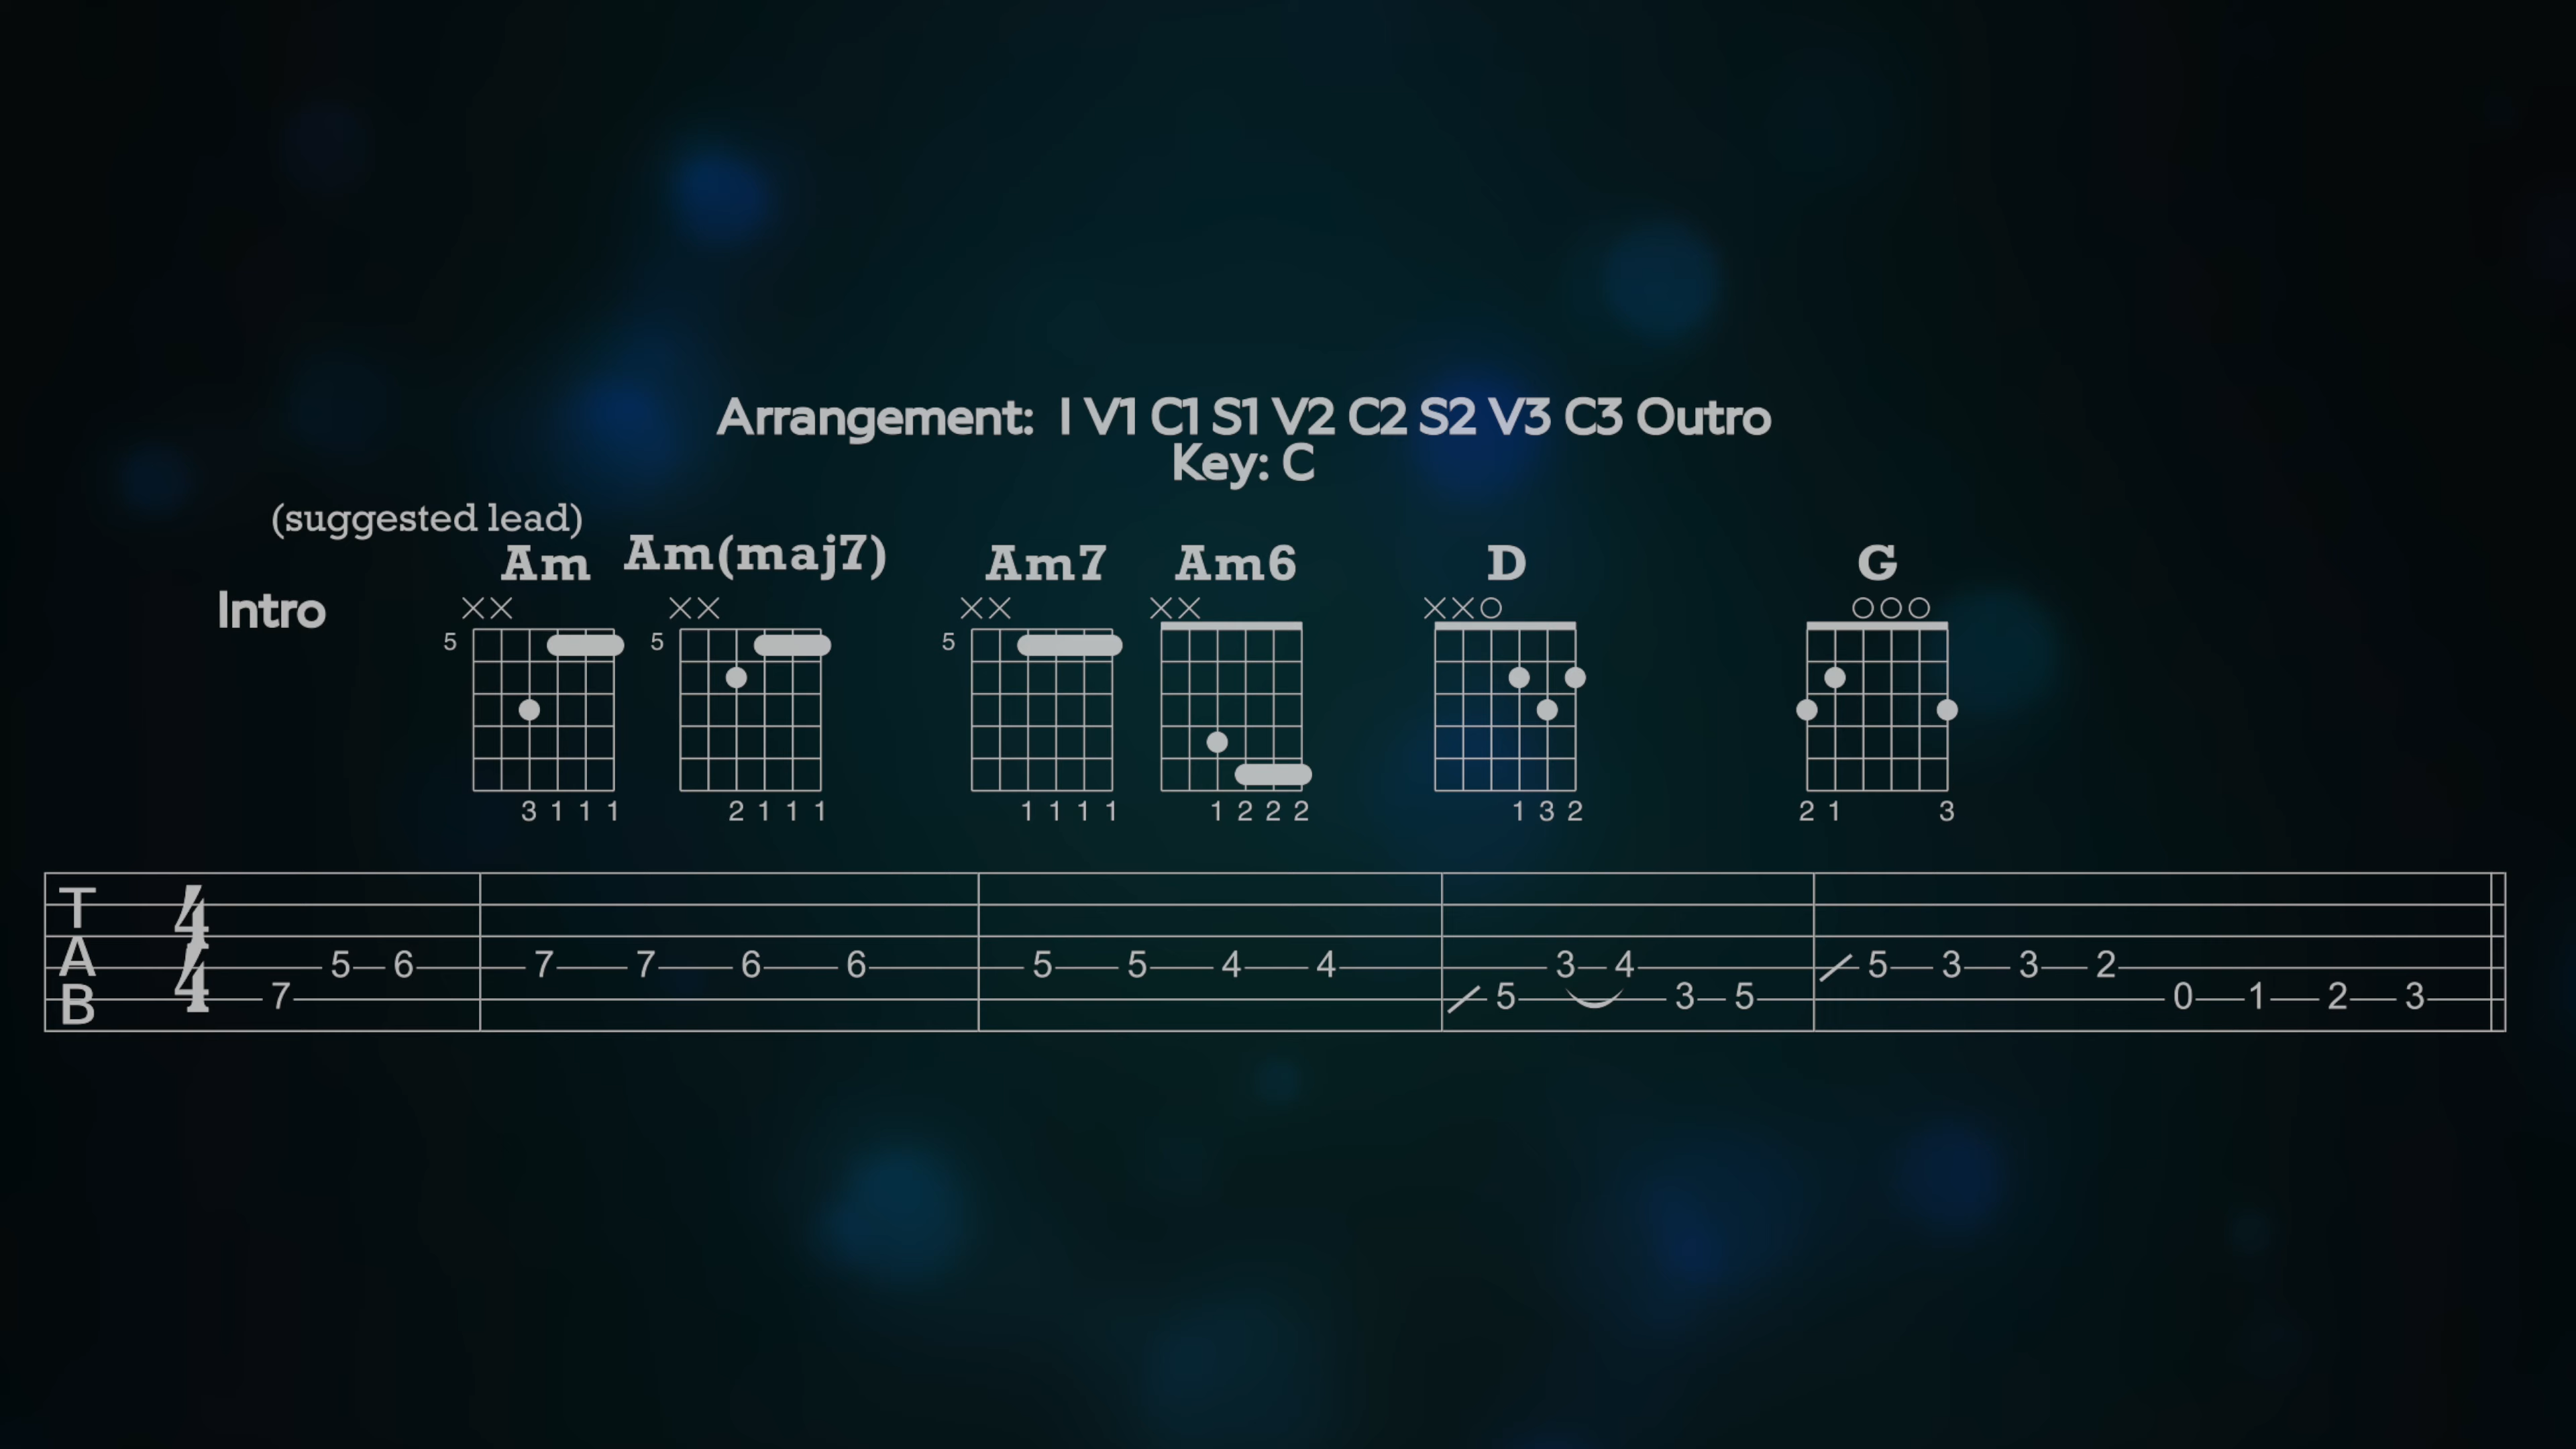 Arrangement: I V1 C1 S1 V2 C2 S2 V3 C3 Outro
Key: C
(suggested lead)
Am Am(maj7) Am7 Am6 D G
Intro
×× ×× ×× ×× ××○ ○○○
5 5 5
3 1 1 1 2 1 1 1 1 1 1 1 1 2 2 2 1 3 2 2 1 3
T
A
B
4
4
5 6 7 7 6 6 5 5 4 4 3 4 5 3 3 2
7 5 3 5 0 1 2 3